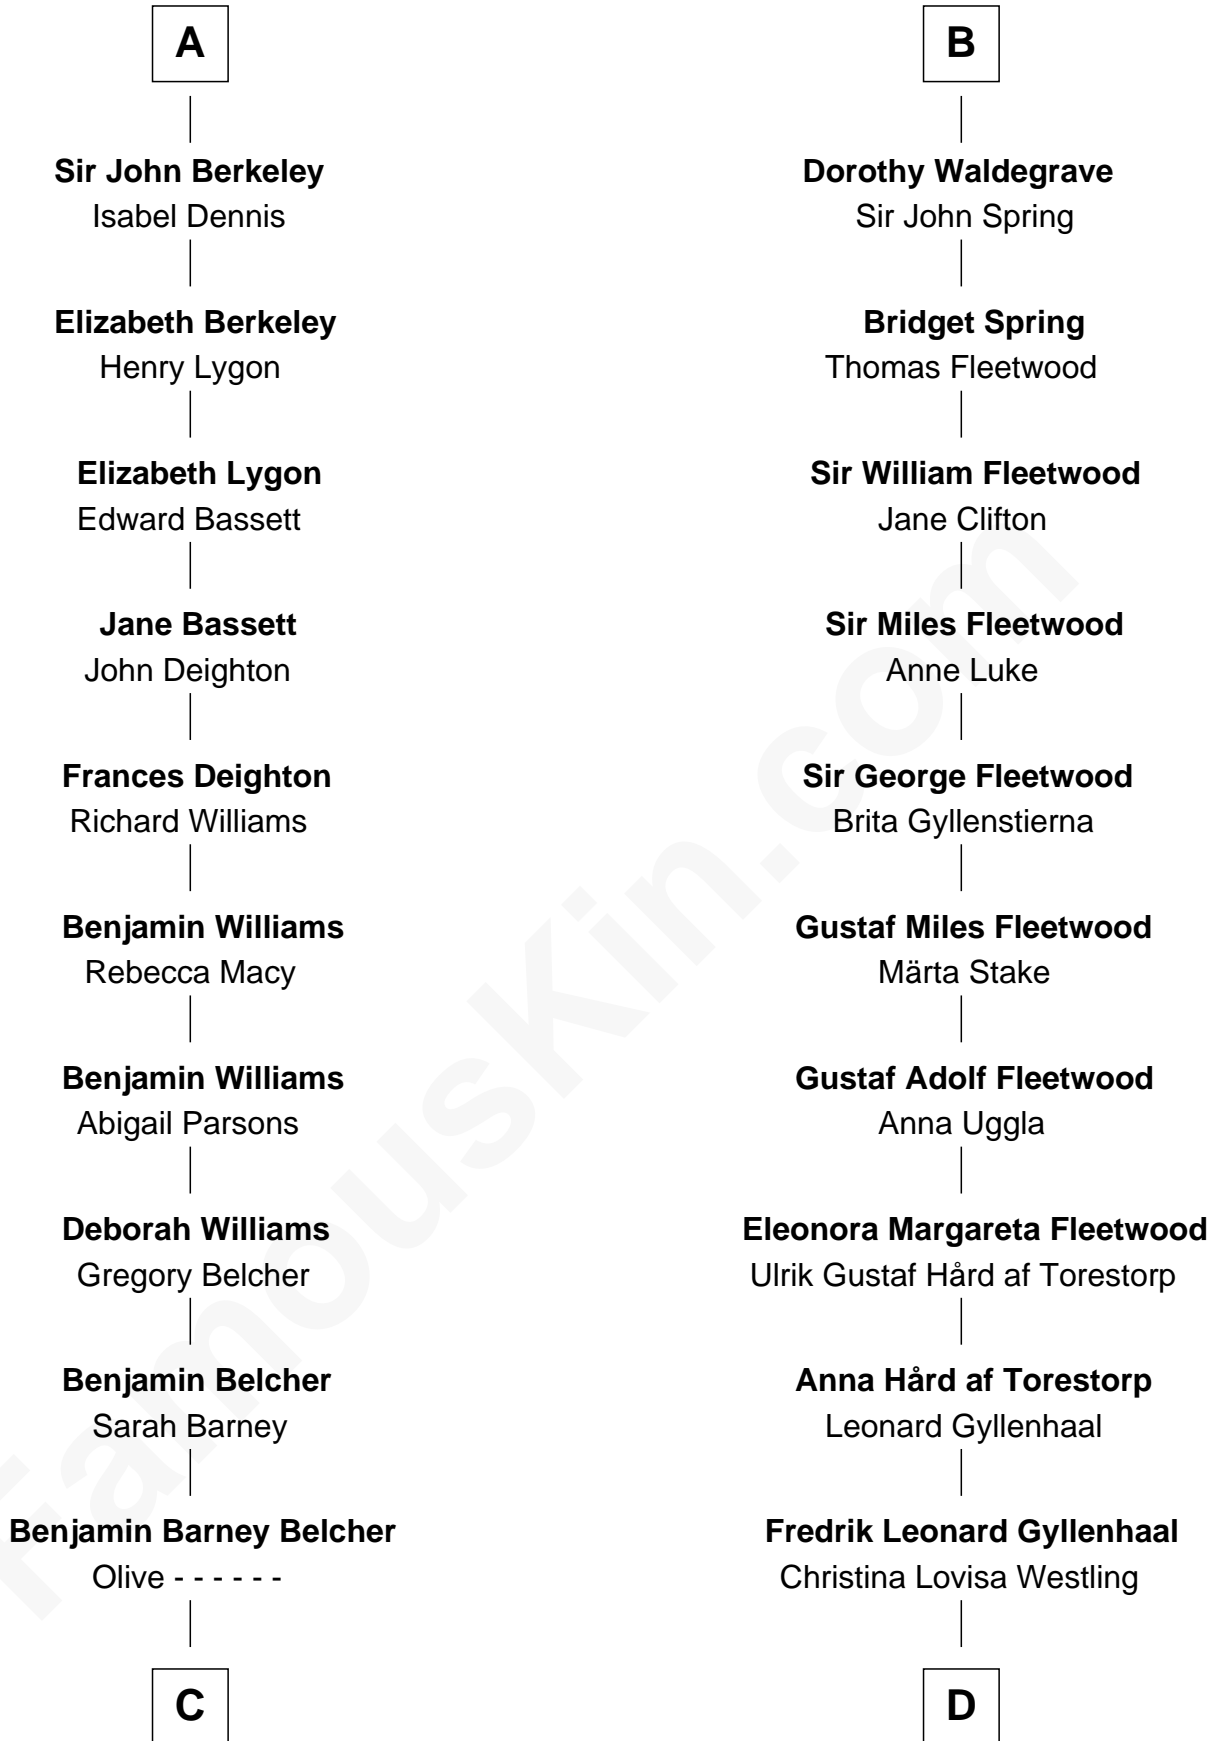 A
Sir John Berkeley
Isabel Dennis
Elizabeth Berkeley
Henry Lygon
Elizabeth Lygon
Edward Bassett
Jane Bassett
John Deighton
Frances Deighton
Richard Williams
Benjamin Williams
Rebecca Macy
Benjamin Williams
Abigail Parsons
Deborah Williams
Gregory Belcher
Benjamin Belcher
Sarah Barney
Benjamin Barney Belcher
Olive - - - - - -
C
B
Dorothy Waldegrave
Sir John Spring
Bridget Spring
Thomas Fleetwood
Sir William Fleetwood
Jane Clifton
Sir Miles Fleetwood
Anne Luke
Sir George Fleetwood
Brita Gyllenstierna
Gustaf Miles Fleetwood
Märta Stake
Gustaf Adolf Fleetwood
Anna Uggla
Eleonora Margareta Fleetwood
Ulrik Gustaf Hård af Torestorp
Anna Hård af Torestorp
Leonard Gyllenhaal
Fredrik Leonard Gyllenhaal
Christina Lovisa Westling
D
FamousKin.com